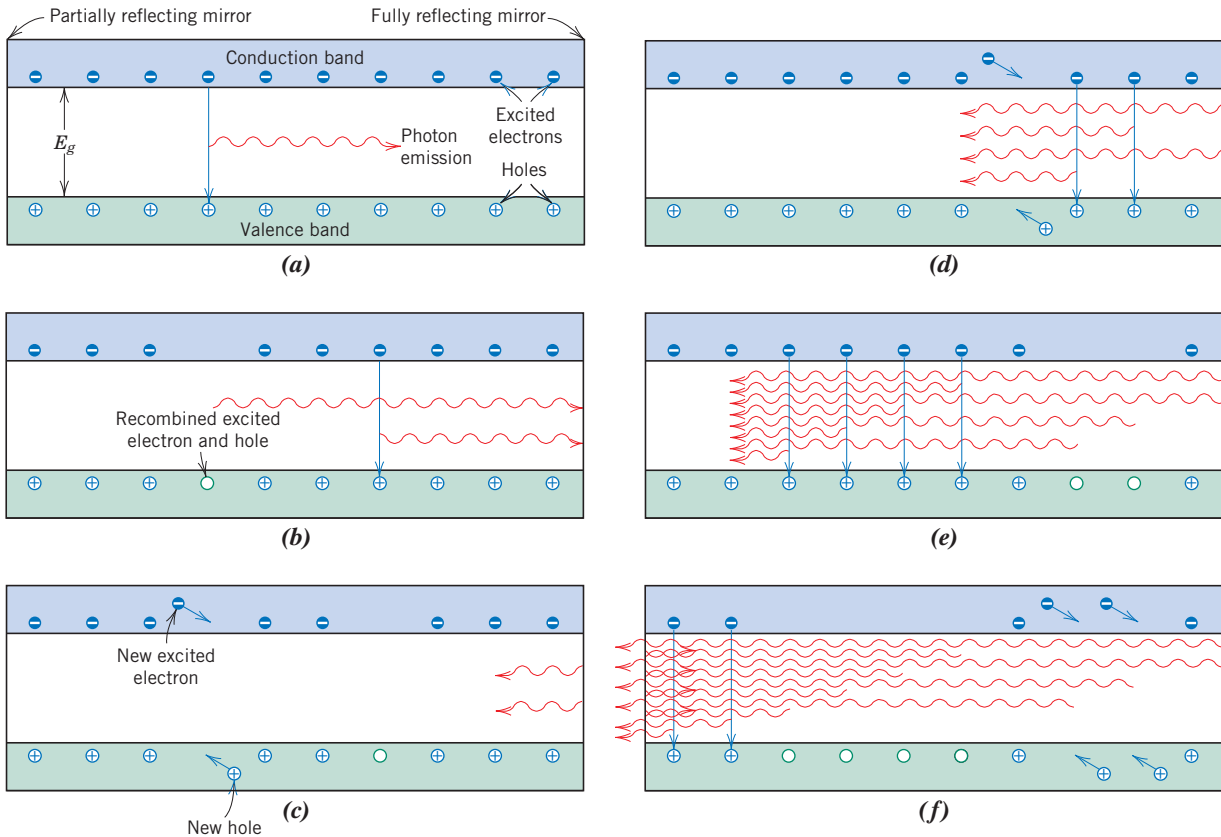 Partially reflecting mirror
Fully reflecting mirror
Conduction band
E_g
Excited
electrons
Photon
emission
Holes
Valence band
(a)
(d)
Recombined excited
electron and hole
(b)
(e)
New excited
electron
New hole
(c)
(f)